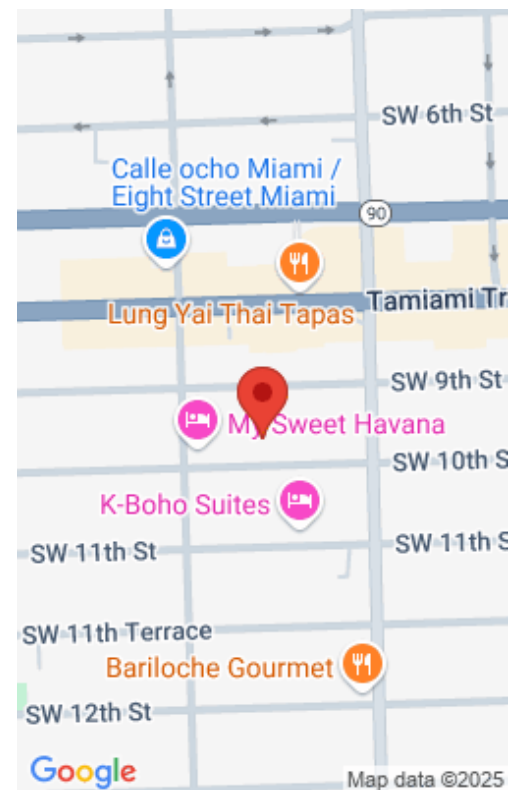 SW 6th St
Calle ocho Miami /
Eight Street Miami
90
Lung Yai Thai Tapas
Tamiami Tr
SW 9th St
My Sweet Havana
SW 10th S
K-Boho Suites
SW 11th St
SW 11th S
SW 11th Terrace
Bariloche Gourmet
SW 12th St
Google
Map data ©2025